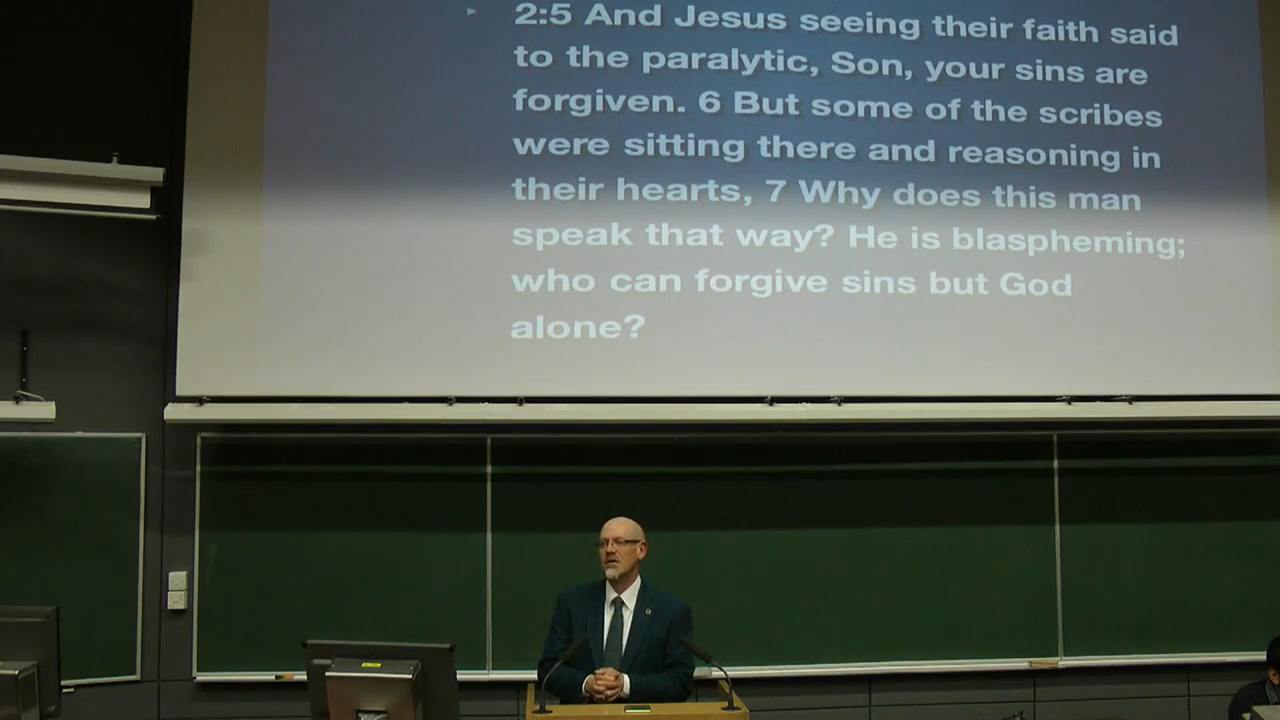 2:5 And Jesus seeing their faith said
to the paralytic, Son, your sins are
forgiven. 6 But some of the scribes
were sitting there and reasoning in
their hearts, 7 Why does this man
speak that way? He is blaspheming;
who can forgive sins but God
alone?